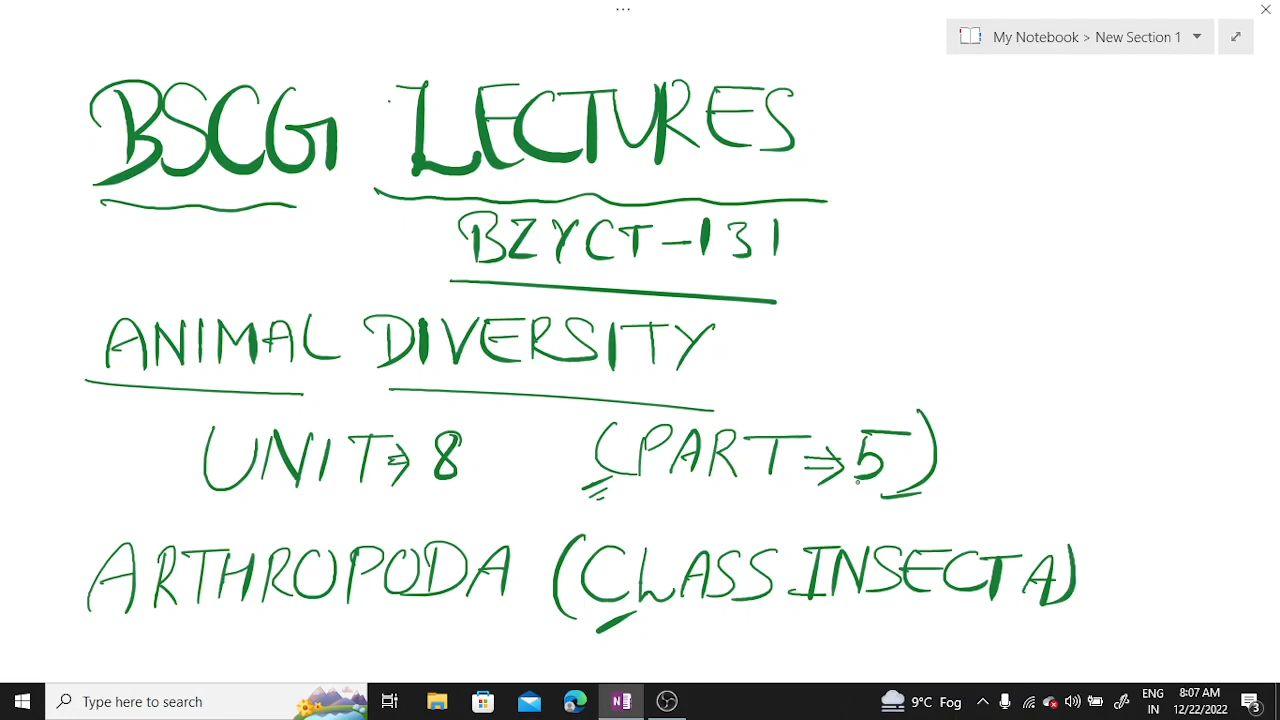 ...
My Notebook > New Section 1
BSCG LECTURES
BZYCT-131
ANIMAL DIVERSITY
UNIT ⇒ 8 (PART ⇒ 5)
ARTHROPODA (CLASS INSECTA)
Type here to search
9°C Fog
ENG
IN
8:07 AM
12/22/2022
3